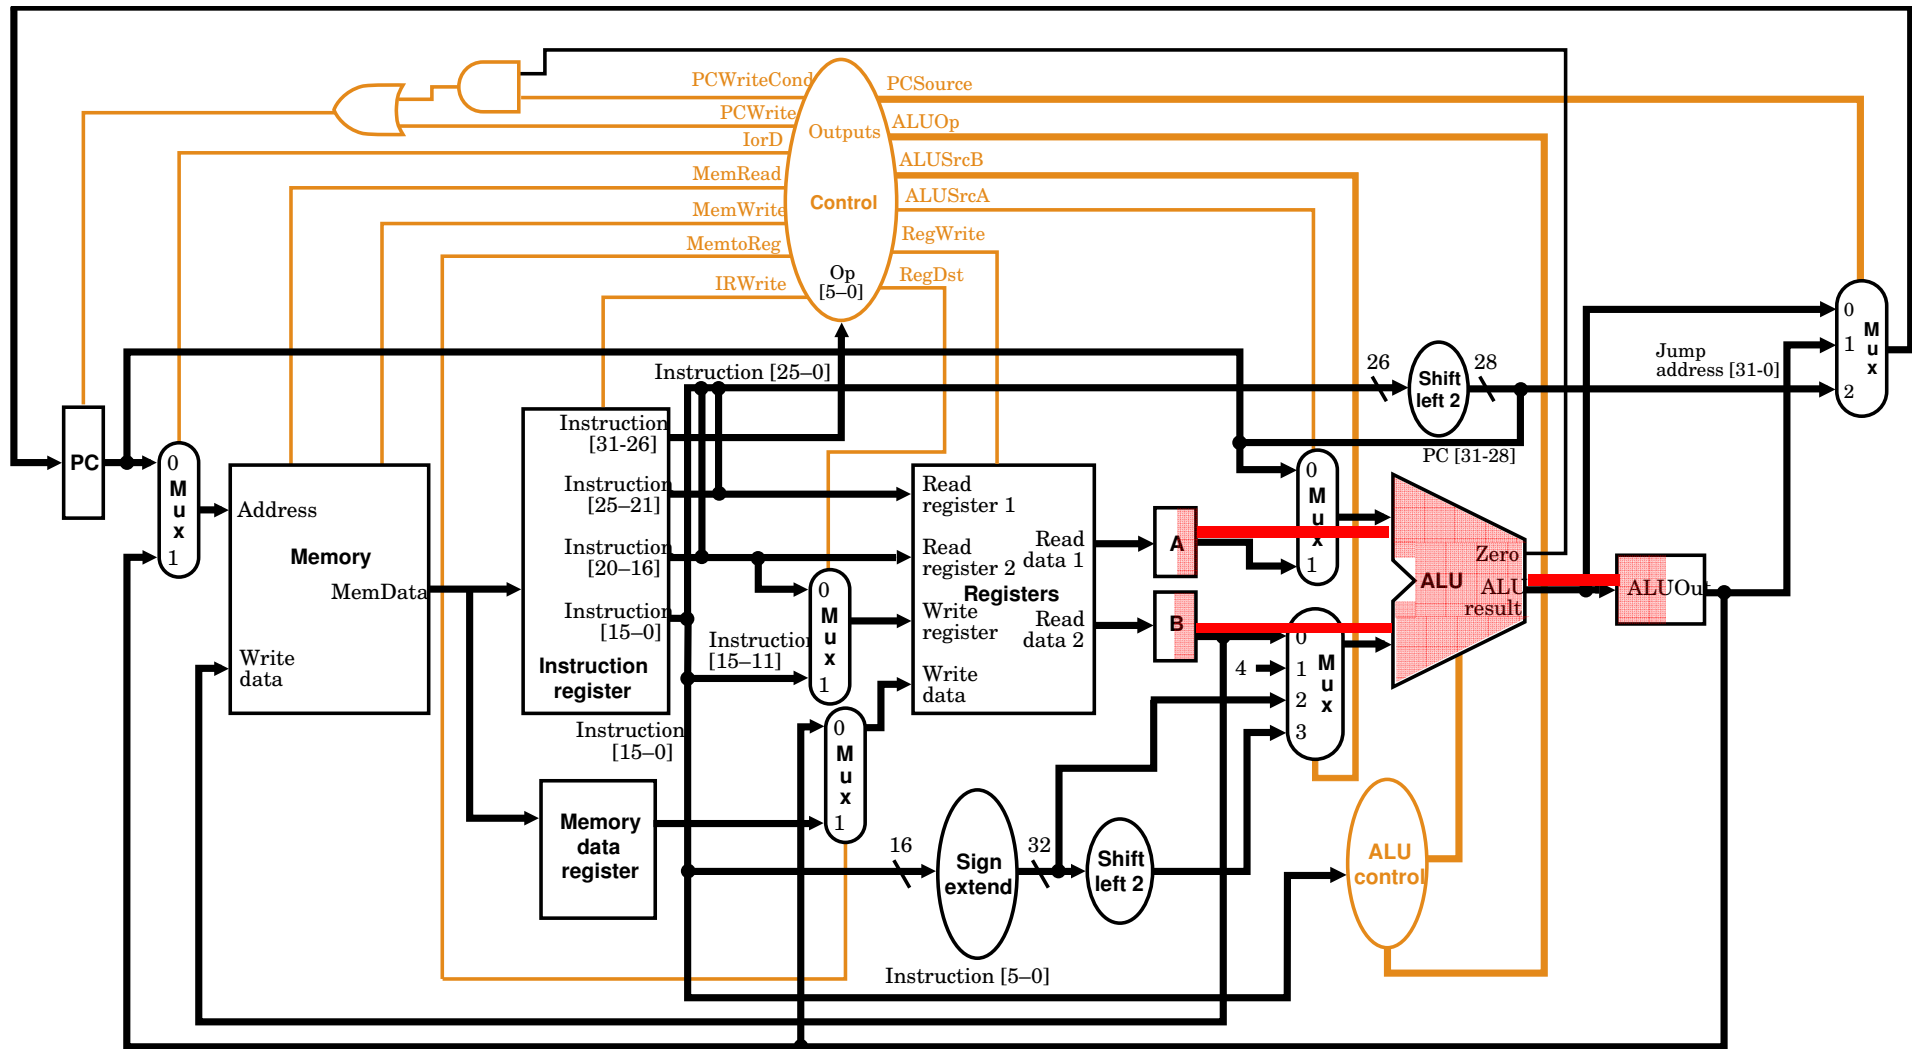 PCWriteCond
PCSource
PCWrite
ALUOp
Outputs
IorD
ALUSrcB
MemRead
ALUSrcA
Control
MemWrite
RegWrite
MemtoReg
Op
[5–0]
RegDst
IRWrite
0
M
u
x
1
2
Jump
address [31-0]
26
Shift
left 2
28
Instruction [25–0]
PC [31-28]
PC
0
M
u
x
1
Address
Memory
MemData
Write
data
Instruction
[31-26]
Instruction
[25–21]
Instruction
[20–16]
Instruction
[15–0]
Instruction
register
Instruction
[15–11]
0
M
u
x
1
Read
register 1
Read
register 2
Read
data 1
Registers
Write
register
Read
data 2
Write
data
A
B
0
M
u
x
1
0
4
1
M
u
x
2
3
Zero
ALU
ALU
result
ALUOut
Instruction
[15–0]
0
M
u
x
1
Memory
data
register
16
Sign
extend
32
Shift
left 2
ALU
control
Instruction [5–0]